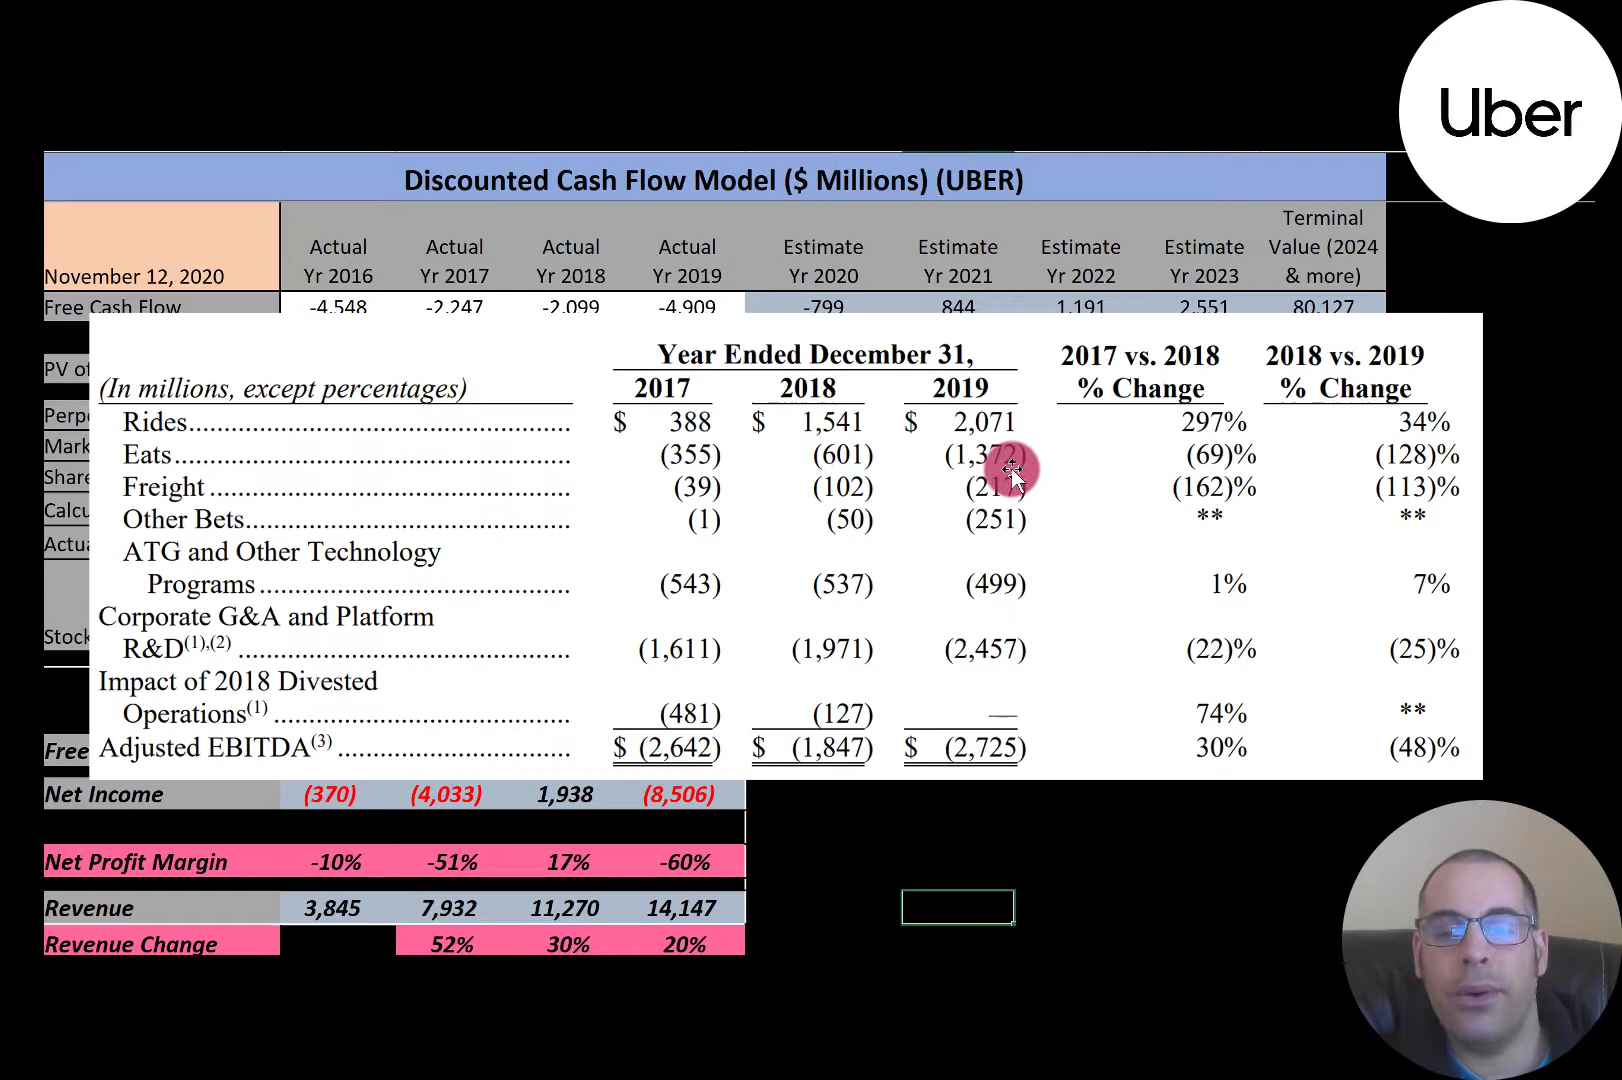 Uber
Discounted Cash Flow Model ($ Millions) (UBER)
November 12, 2020 Actual Yr 2016 Actual Yr 2017 Actual Yr 2018 Actual Yr 2019 Estimate Yr 2020 Estimate Yr 2021 Estimate Yr 2022 Estimate Yr 2023 Terminal Value (2024 & more)
Free Cash Flow -4,548 -2,247 -2,099 -4,909 -799 844 1,191 2,551 80,127
PV of
Mark
Share
Stock
Year Ended December 31, 2017 vs. 2018 2018 vs. 2019
(In millions, except percentages) 2017 2018 2019 % Change % Change
Rides $ 388 $ 1,541 $ 2,071 297% 34%
Eats (355) (601) (1,372) (69)% (128)%
Freight (39) (102) (217) (162)% (113)%
Other Bets (1) (50) (251) ** **
ATG and Other Technology
Programs (543) (537) (499) 1% 7%
Corporate G&A and Platform
R&D(1),(2) (1,611) (1,971) (2,457) (22)% (25)%
Impact of 2018 Divested
Operations(1) (481) (127) — 74% **
Adjusted EBITDA(3) $ (2,642) $ (1,847) $ (2,725) 30% (48)%
Free
Net Income (370) (4,033) 1,938 (8,506)
Net Profit Margin -10% -51% 17% -60%
Revenue 3,845 7,932 11,270 14,147
Revenue Change 52% 30% 20%